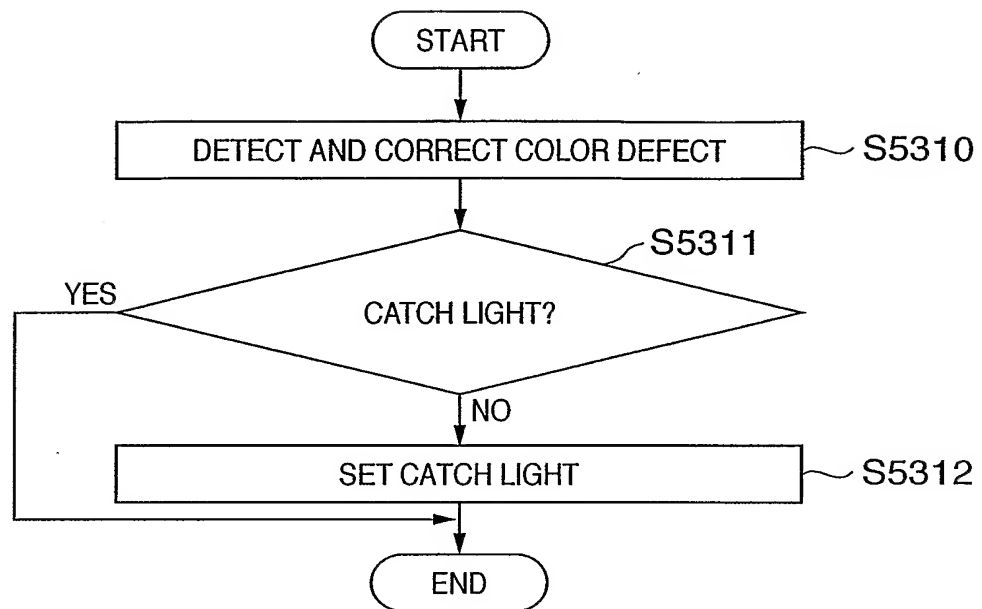 START
DETECT AND CORRECT COLOR DEFECT
S5310
S5311
YES
CATCH LIGHT?
NO
SET CATCH LIGHT
S5312
END